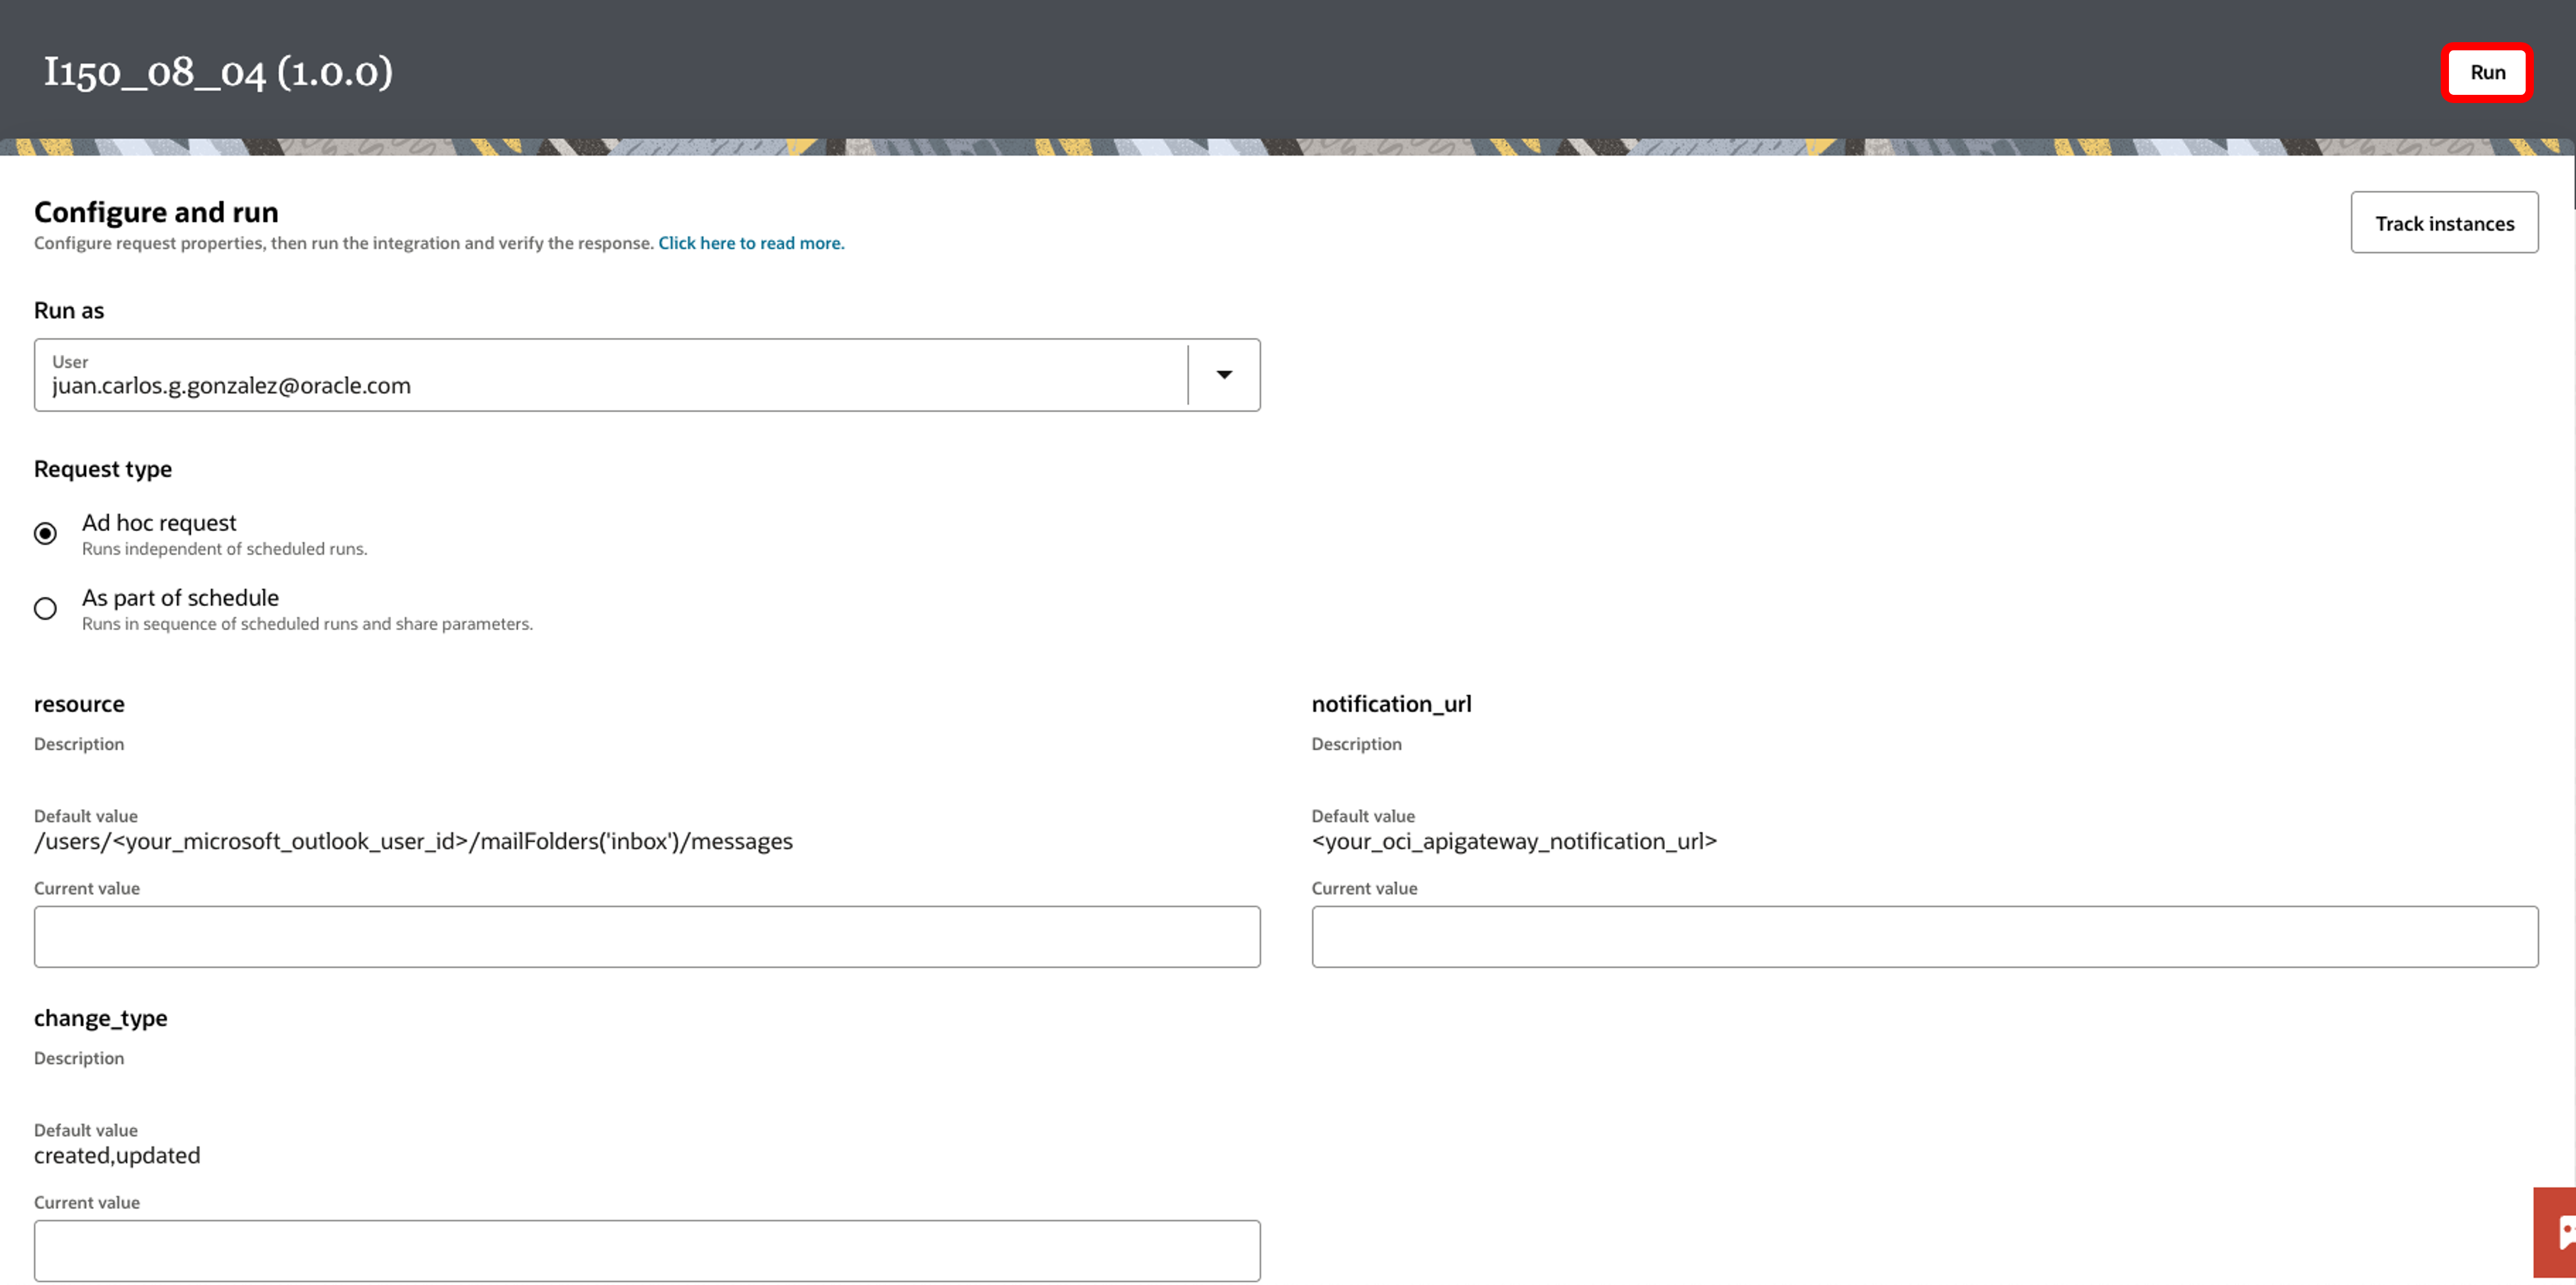 I150_08_04 (1.0.0)
Run
Configure and run
Configure request properties, then run the integration and verify the response. Click here to read more.
Track instances
Run as
User
juan.carlos.g.gonzalez@oracle.com
Request type
Ad hoc request
Runs independent of scheduled runs.
As part of schedule
Runs in sequence of scheduled runs and share parameters.
resource
Description
Default value
/users/<your_microsoft_outlook_user_id>/mailFolders('inbox')/messages
Current value
notification_url
Description
Default value
<your_oci_apigateway_notification_url>
Current value
change_type
Description
Default value
created,updated
Current value